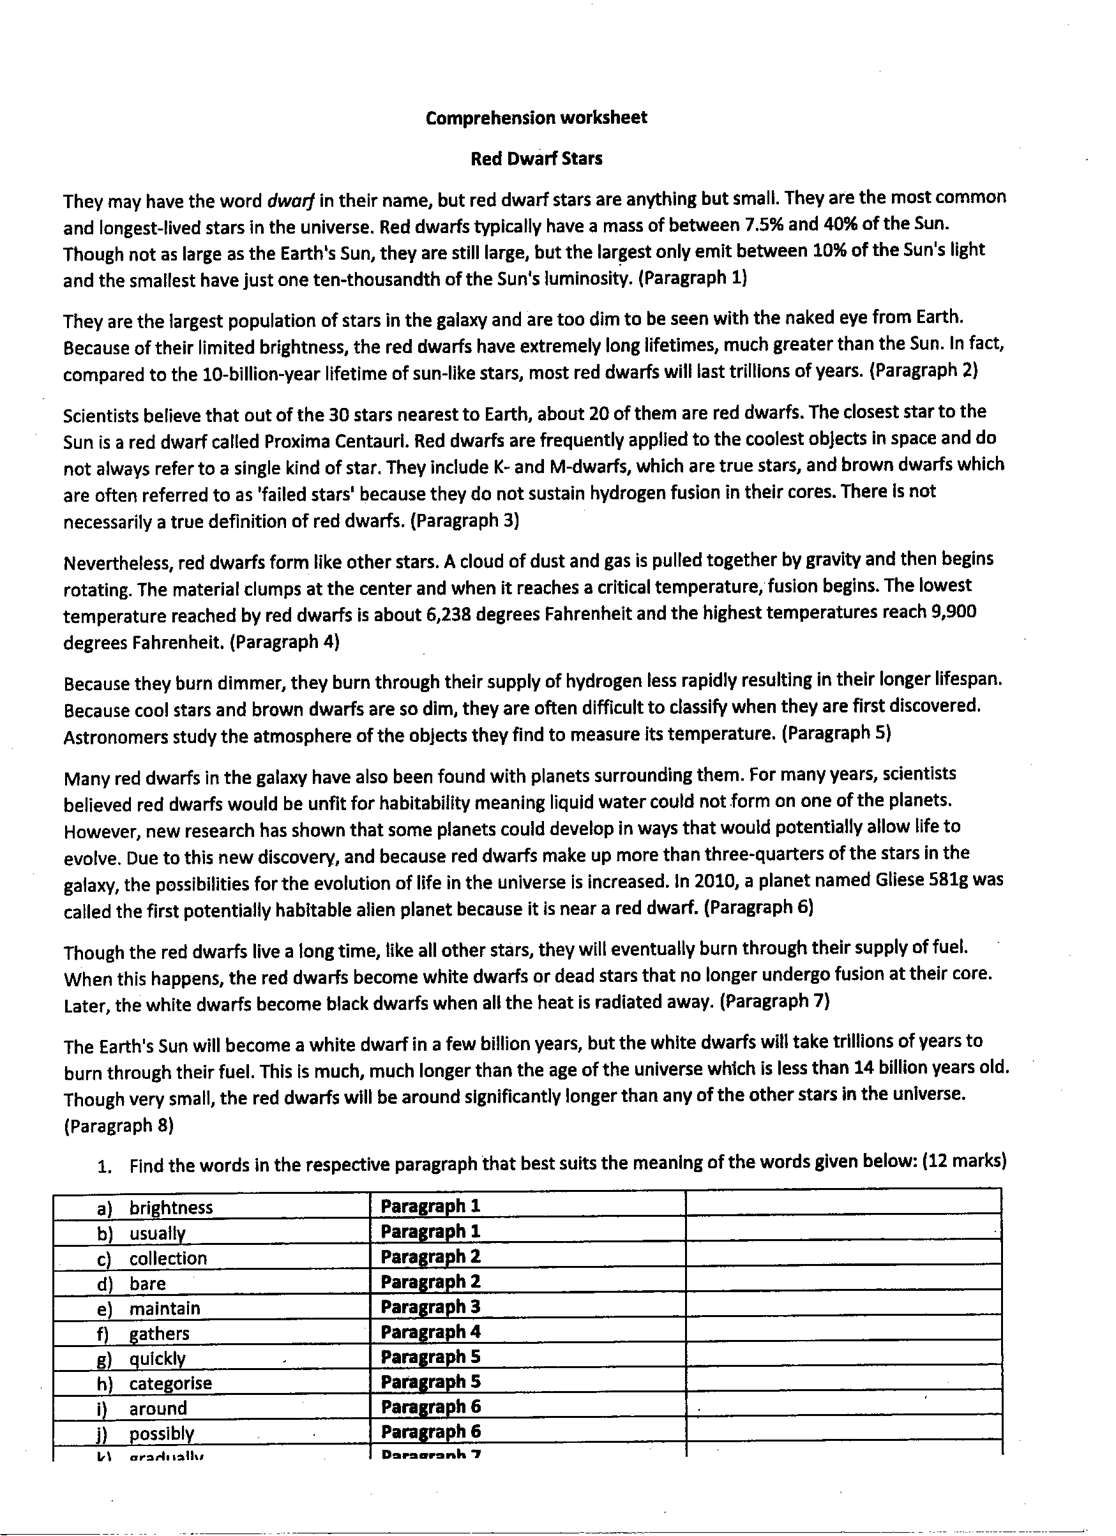 Comprehension worksheet
Red Dwarf Stars
They may have the word dwarf in their name, but red dwarf stars are anything but small. They are the most common
and longest-lived stars in the universe. Red dwarfs typically have a mass of between 7.5% and 40% of the Sun.
Though not as large as the Earth's Sun, they are still large, but the largest only emit between 10% of the Sun's light
and the smallest have just one ten-thousandth of the Sun's luminosity. (Paragraph 1)
They are the largest population of stars in the galaxy and are too dim to be seen with the naked eye from Earth.
Because of their limited brightness, the red dwarfs have extremely long lifetimes, much greater than the Sun. In fact,
compared to the 10-billion-year lifetime of sun-like stars, most red dwarfs will last trillions of years. (Paragraph 2)
Scientists believe that out of the 30 stars nearest to Earth, about 20 of them are red dwarfs. The closest star to the
Sun is a red dwarf called Proxima Centauri. Red dwarfs are frequently applied to the coolest objects in space and do
not always refer to a single kind of star. They include K- and M-dwarfs, which are true stars, and brown dwarfs which
are often referred to as 'failed stars' because they do not sustain hydrogen fusion in their cores. There is not
necessarily a true definition of red dwarfs. (Paragraph 3)
Nevertheless, red dwarfs form like other stars. A cloud of dust and gas is pulled together by gravity and then begins
rotating. The material clumps at the center and when it reaches a critical temperature, fusion begins. The lowest
temperature reached by red dwarfs is about 6,238 degrees Fahrenheit and the highest temperatures reach 9,900
degrees Fahrenheit. (Paragraph 4)
Because they burn dimmer, they burn through their supply of hydrogen less rapidly resulting in their longer lifespan.
Because cool stars and brown dwarfs are so dim, they are often difficult to classify when they are first discovered.
Astronomers study the atmosphere of the objects they find to measure its temperature. (Paragraph 5)
Many red dwarfs in the galaxy have also been found with planets surrounding them. For many years, scientists
believed red dwarfs would be unfit for habitability meaning liquid water could not form on one of the planets.
However, new research has shown that some planets could develop in ways that would potentially allow life to
evolve. Due to this new discovery, and because red dwarfs make up more than three-quarters of the stars in the
galaxy, the possibilities for the evolution of life in the universe is increased. In 2010, a planet named Gliese 581g was
called the first potentially habitable alien planet because it is near a red dwarf. (Paragraph 6)
Though the red dwarfs live a long time, like all other stars, they will eventually burn through their supply of fuel.
When this happens, the red dwarfs become white dwarfs or dead stars that no longer undergo fusion at their core.
Later, the white dwarfs become black dwarfs when all the heat is radiated away. (Paragraph 7)
The Earth's Sun will become a white dwarf in a few billion years, but the white dwarfs will take trillions of years to
burn through their fuel. This is much, much longer than the age of the universe which is less than 14 billion years old.
Though very small, the red dwarfs will be around significantly longer than any of the other stars in the universe.
(Paragraph 8)
1. Find the words in the respective paragraph that best suits the meaning of the words given below: (12 marks)
a) brightness Paragraph 1
b) usually Paragraph 1
c) collection Paragraph 2
d) bare Paragraph 2
e) maintain Paragraph 3
f) gathers Paragraph 4
g) quickly Paragraph 5
h) categorise Paragraph 5
i) around Paragraph 6
j) possibly Paragraph 6
k) gradually Paragraph 7